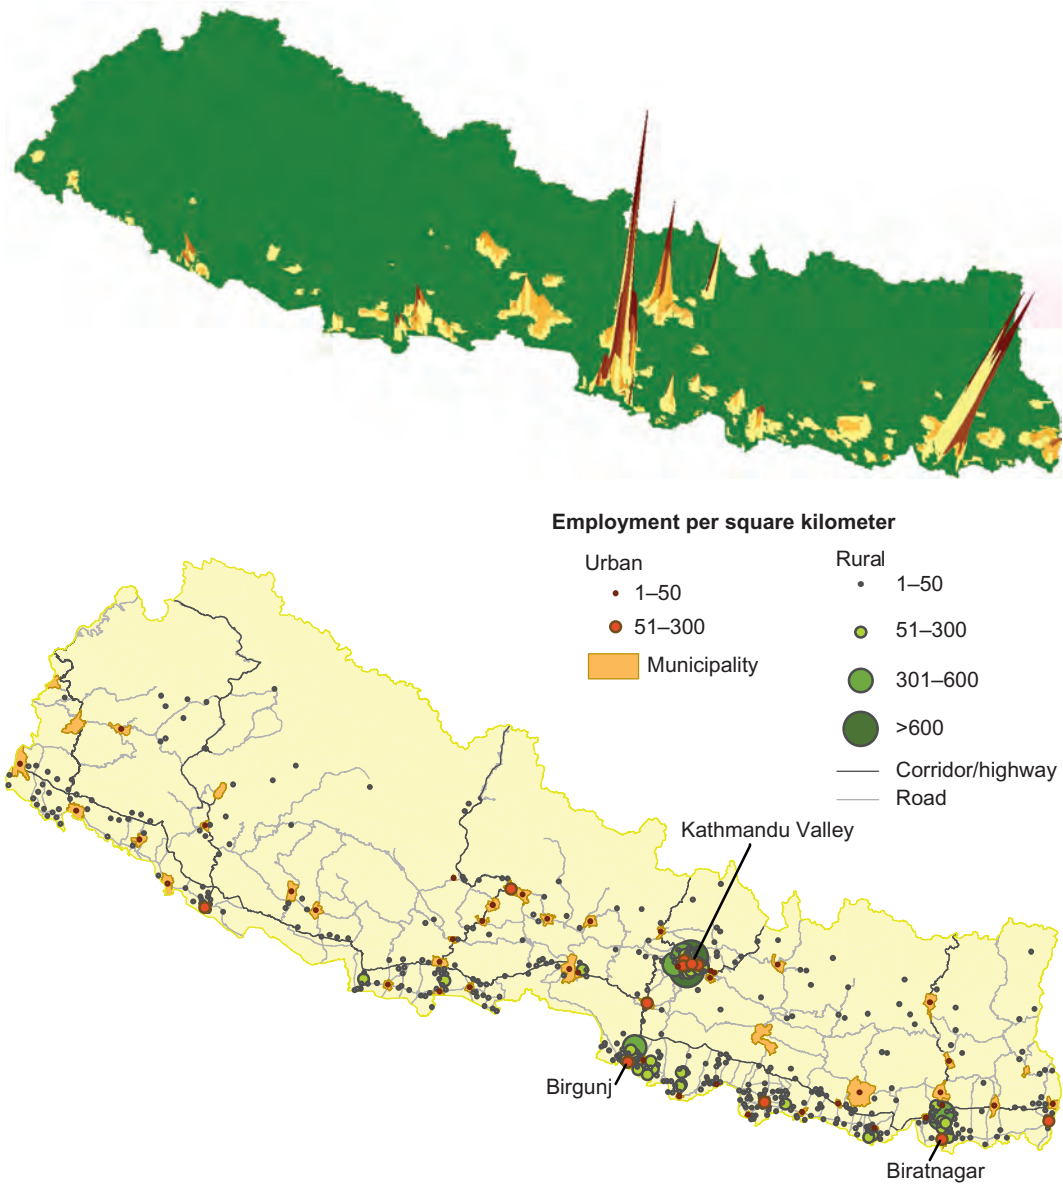 Employment per square kilometer
Urban
1–50
51–300
Municipality
Rural
1–50
51–300
301–600
>600
Corridor/highway
Road
Kathmandu Valley
Birgunj
Biratnagar